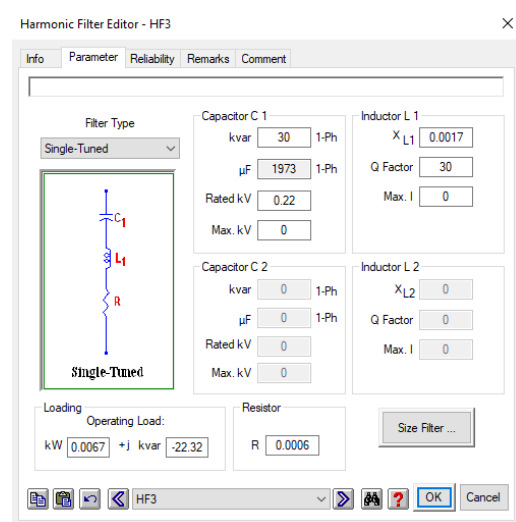 Harmonic Filter Editor - HF3
Info Parameter Reliability Remarks Comment
Filter Type
Single-Tuned
C1
L1
R
Single-Tuned
Capacitor C 1
kvar 30 1-Ph
µF 1973 1-Ph
Rated kV 0.22
Max. kV 0
Inductor L 1
XL1 0.0017
Q Factor 30
Max. I 0
Capacitor C 2
kvar 0 1-Ph
µF 0 1-Ph
Rated kV 0
Max. kV 0
Inductor L 2
XL2 0
Q Factor 0
Max. I 0
Loading
Operating Load:
kW 0.0067 +j kvar -22.32
Resistor
R 0.0006
Size Filter ...
HF3
? OK Cancel